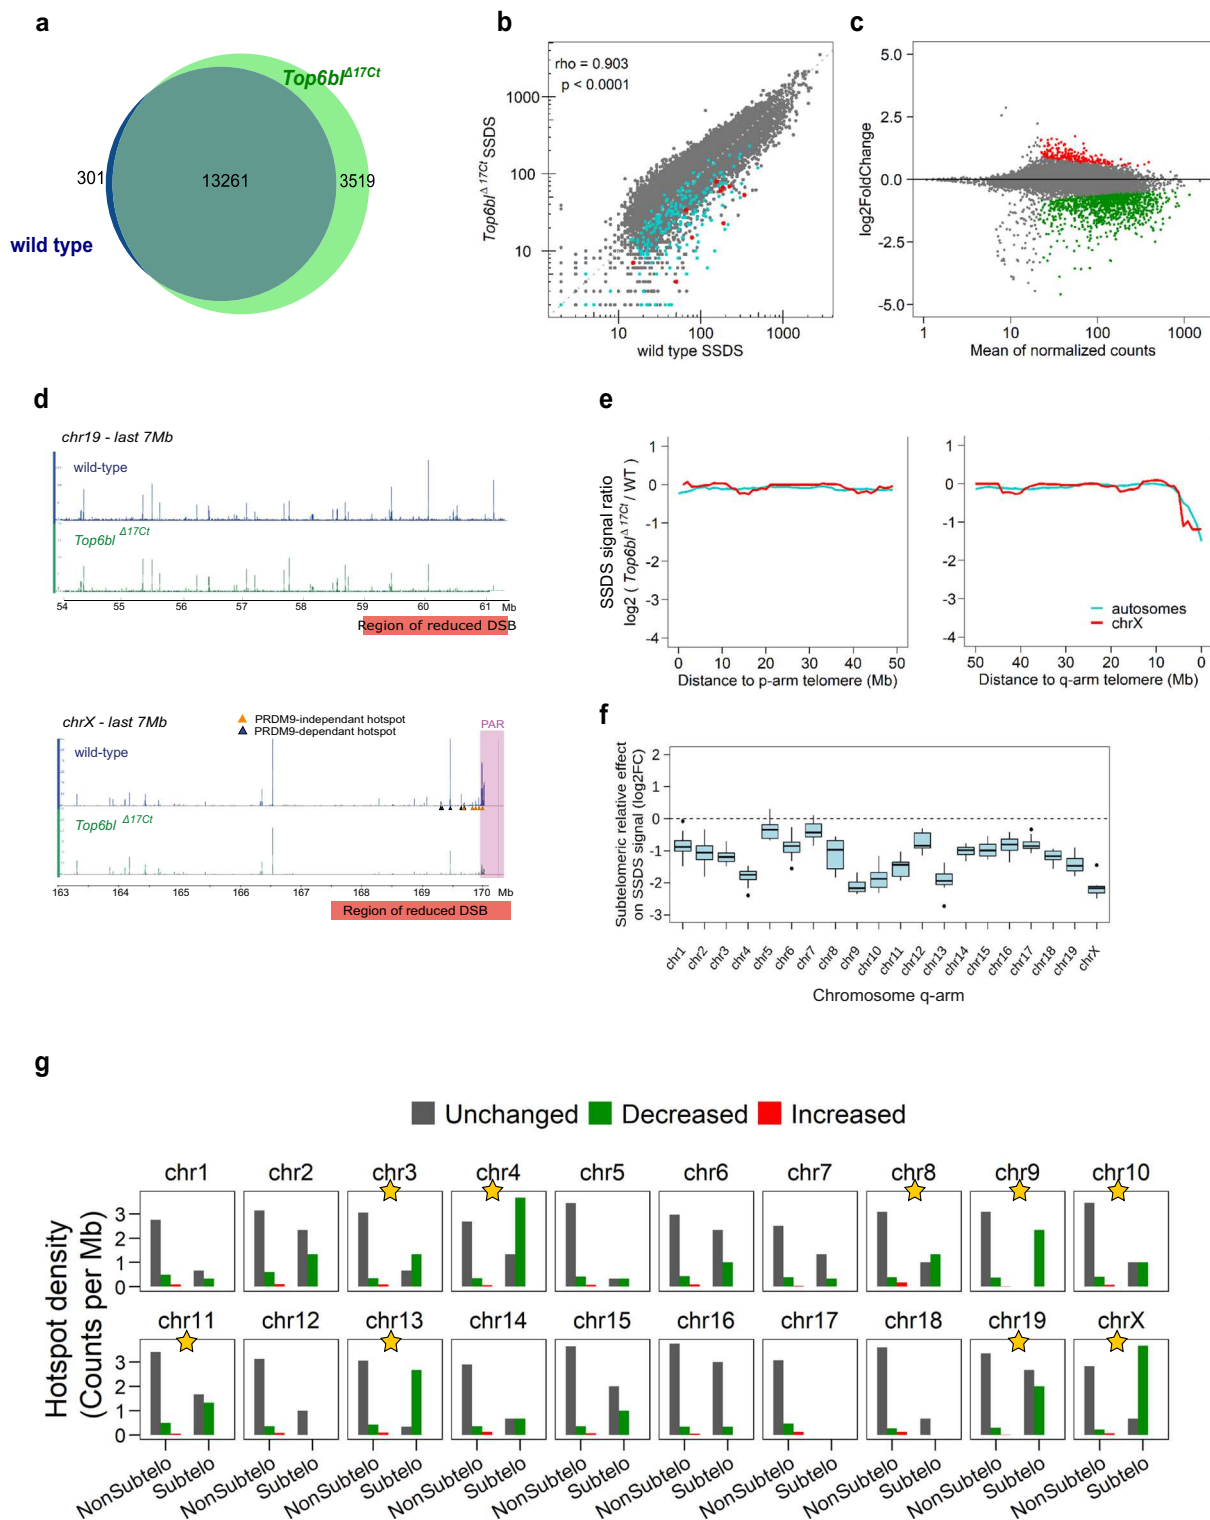 a
Top6bl^Δ17Ct
301
13261
3519
wild type
b
rho = 0.903
p < 0.0001
1000
100
10
Top6bl^Δ 17Ct SSDS
10
100
1000
wild type SSDS
c
5.0
2.5
0.0
-2.5
-5.0
log2FoldChange
1
10
100
1000
Mean of normalized counts
d
chr19 - last 7Mb
wild-type
Top6bl Δ17Ct
54 55 56 57 58 59 60 61 Mb
Region of reduced DSB
chrX - last 7Mb
PRDM9-independant hotspot
PRDM9-dependant hotspot
PAR
wild-type
Top6bl Δ17Ct
163 164 165 166 167 168 169 170 Mb
Region of reduced DSB
e
SSDS signal ratio
log2 ( Top6bl^Δ 17Ct / WT )
1
0
-1
-2
-3
-4
0 10 20 30 40 50
Distance to p-arm telomere (Mb)
1
0
-1
-2
-3
-4
autosomes
chrX
50 40 30 20 10 0
Distance to q-arm telomere (Mb)
f
Subtelomeric relative effect
on SSDS signal (log2FC)
2
1
0
-1
-2
-3
chr1 chr2 chr3 chr4 chr5 chr6 chr7 chr8 chr9 chr10 chr11 chr12 chr13 chr14 chr15 chr16 chr17 chr18 chr19 chrX
Chromosome q-arm
g
Unchanged Decreased Increased
Hotspot density
(Counts per Mb)
chr1 chr2 chr3 chr4 chr5 chr6 chr7 chr8 chr9 chr10
3
2
1
0
chr11 chr12 chr13 chr14 chr15 chr16 chr17 chr18 chr19 chrX
3
2
1
0
NonSubtelo Subtelo NonSubtelo Subtelo NonSubtelo Subtelo NonSubtelo Subtelo NonSubtelo Subtelo NonSubtelo Subtelo NonSubtelo Subtelo NonSubtelo Subtelo NonSubtelo Subtelo NonSubtelo Subtelo